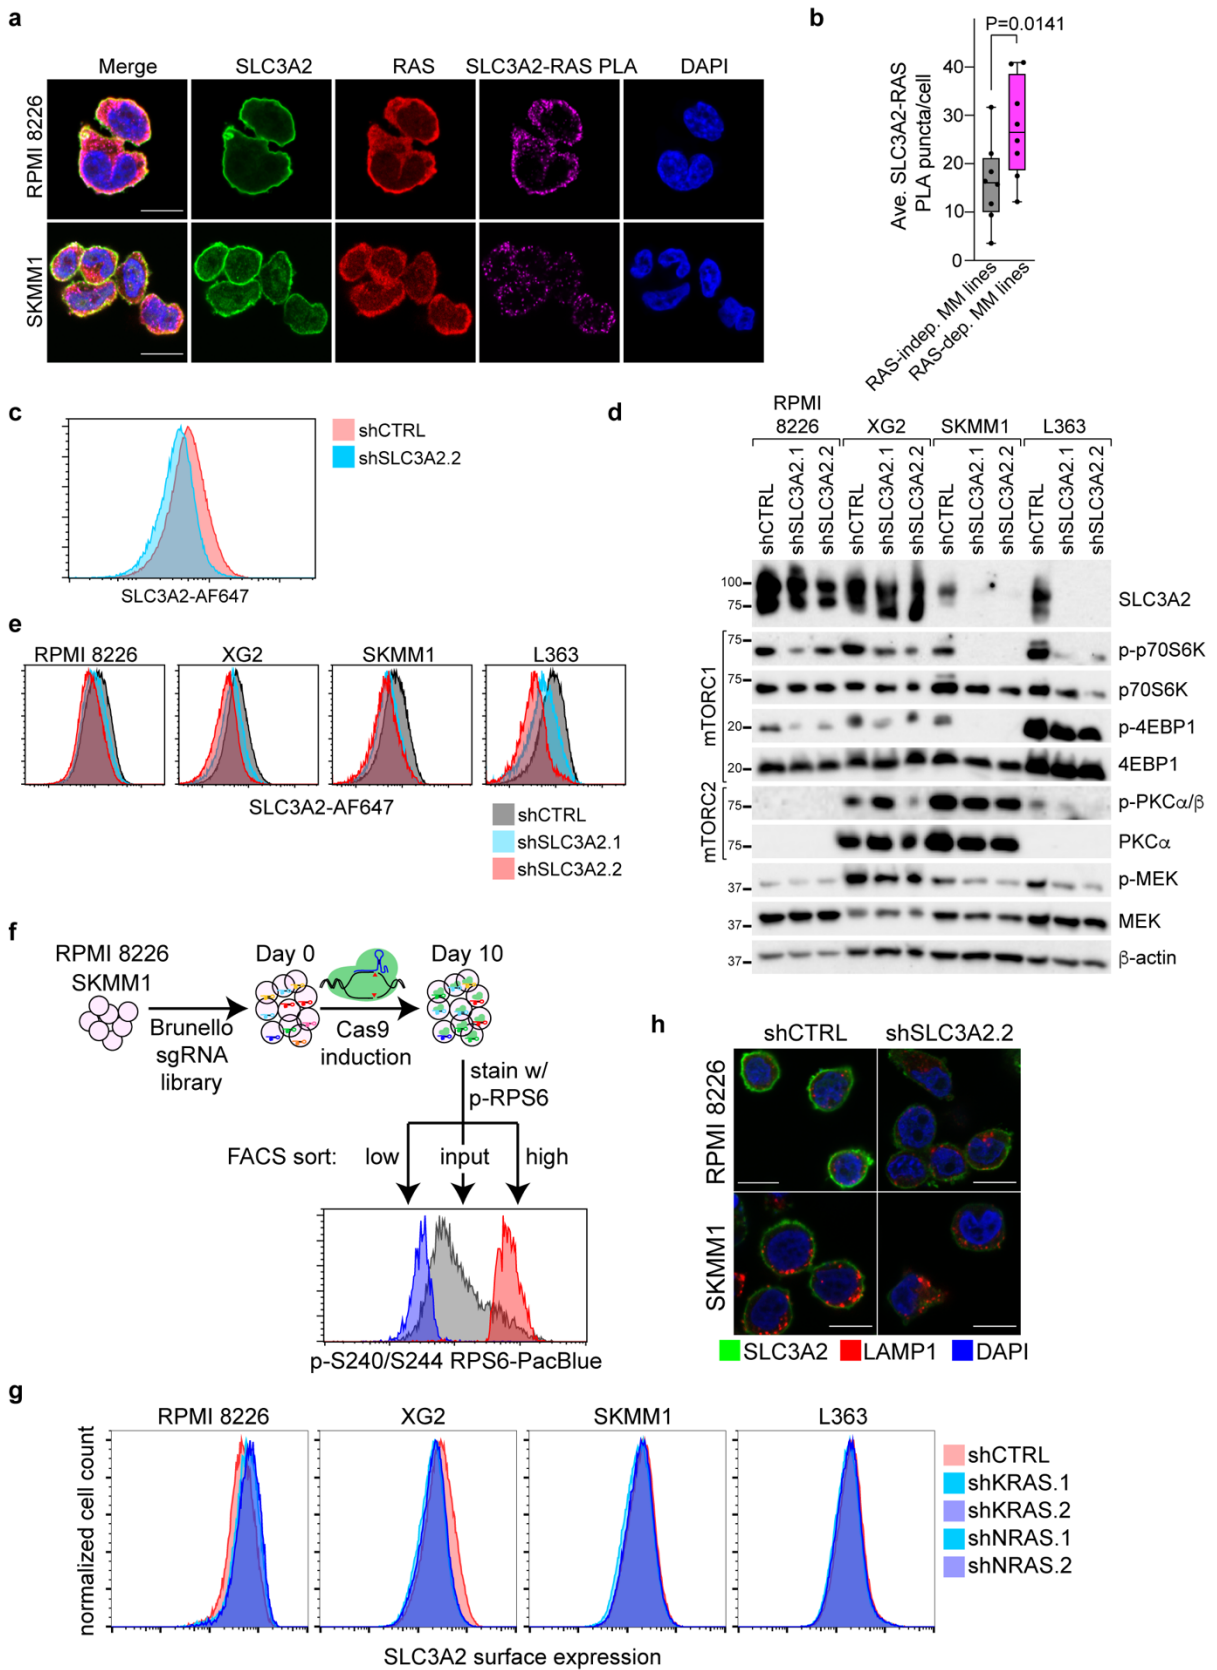 a
Merge
SLC3A2
RAS
SLC3A2-RAS PLA
DAPI
RPMI 8226
SKMM1
b
P=0.0141
Ave. SLC3A2-RAS
PLA puncta/cell
40
30
20
10
0
RAS-indep. MM lines
RAS-dep. MM lines
c
shCTRL
shSLC3A2.2
SLC3A2-AF647
d
RPMI
8226
XG2
SKMM1
L363
shCTRL
shSLC3A2.1
shSLC3A2.2
shCTRL
shSLC3A2.1
shSLC3A2.2
shCTRL
shSLC3A2.1
shSLC3A2.2
shCTRL
shSLC3A2.1
shSLC3A2.2
100
75
SLC3A2
mTORC1
75
p-p70S6K
75
p70S6K
20
p-4EBP1
20
4EBP1
mTORC2
75
p-PKCα/β
75
PKCα
37
p-MEK
37
MEK
37
β-actin
e
RPMI 8226
XG2
SKMM1
L363
SLC3A2-AF647
shCTRL
shSLC3A2.1
shSLC3A2.2
f
RPMI 8226
SKMM1
Day 0
Day 10
Brunello
sgRNA
library
Cas9
induction
stain w/
p-RPS6
FACS sort:
low
input
high
p-S240/S244 RPS6-PacBlue
h
shCTRL
shSLC3A2.2
RPMI 8226
SKMM1
SLC3A2
LAMP1
DAPI
g
RPMI 8226
XG2
SKMM1
L363
normalized cell count
SLC3A2 surface expression
shCTRL
shKRAS.1
shKRAS.2
shNRAS.1
shNRAS.2